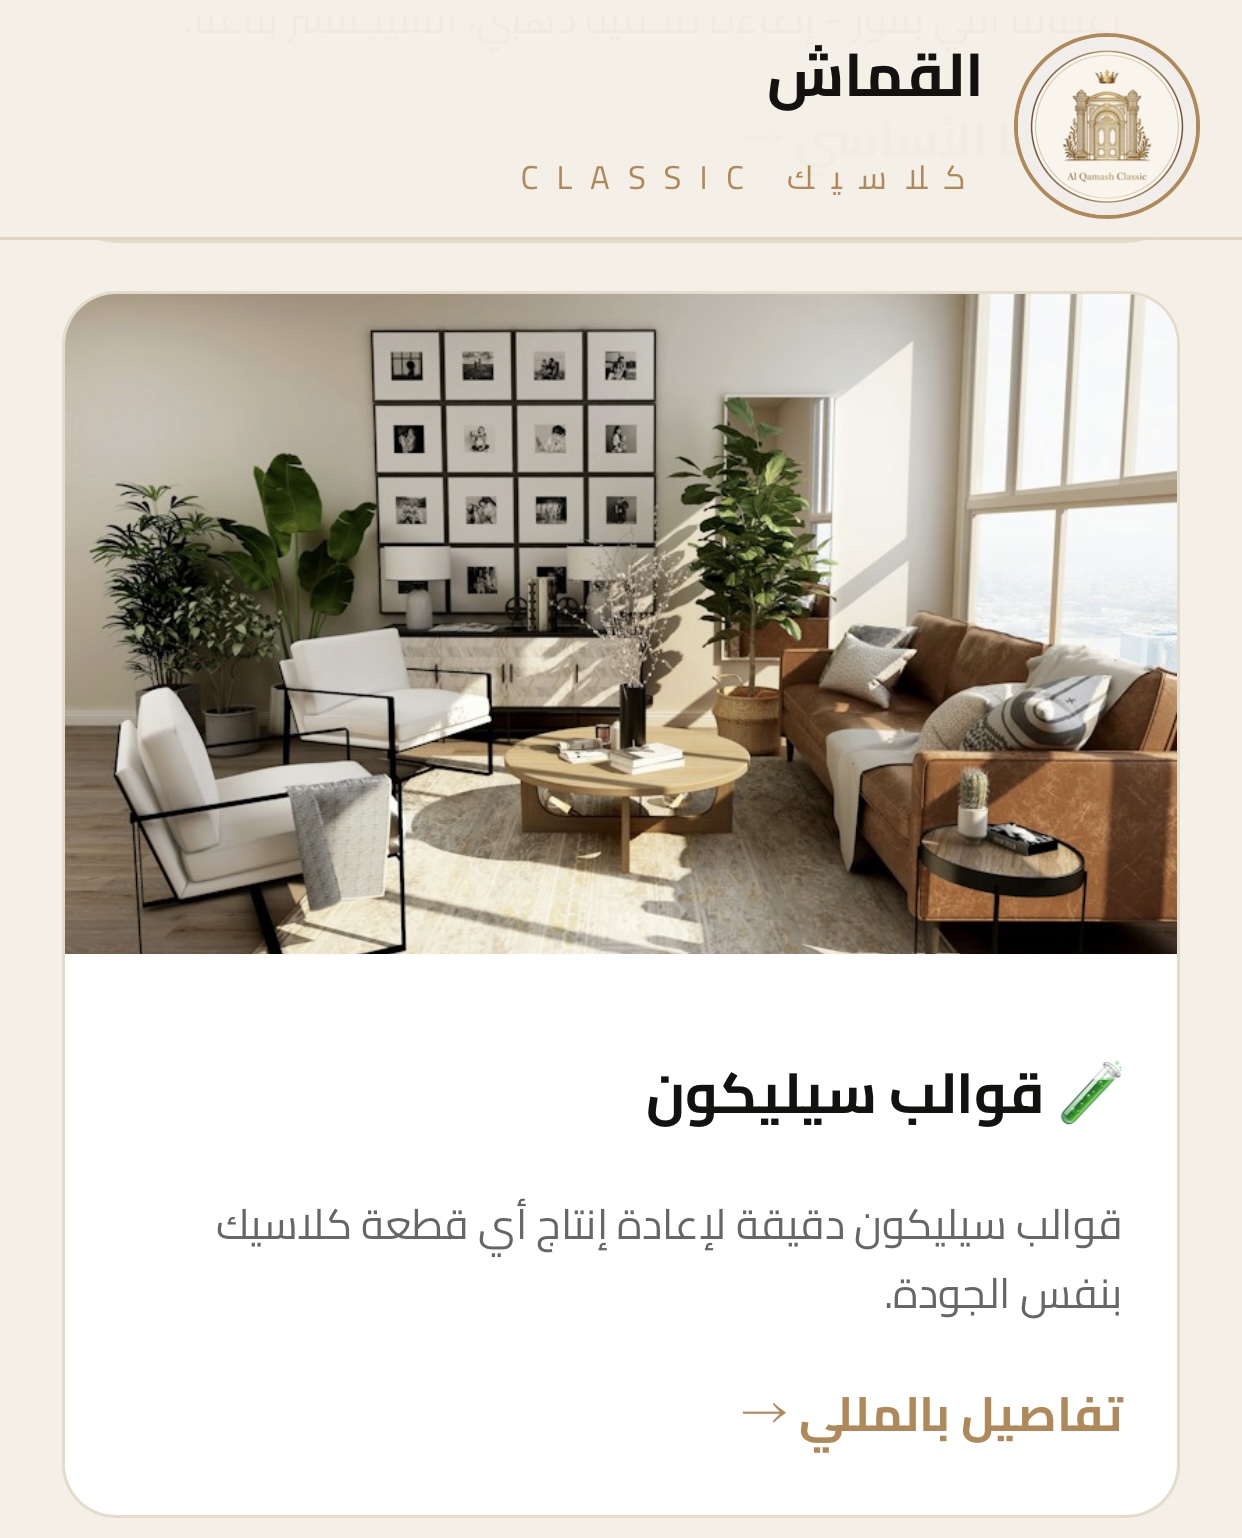 القماش
كلاسيك CLASSIC
Al Qamash Classic
🧪 قوالب سيليكون
قوالب سيليكون دقيقة لإعادة إنتاج أي قطعة كلاسيك
بنفس الجودة.
تفاصيل بالمللي →